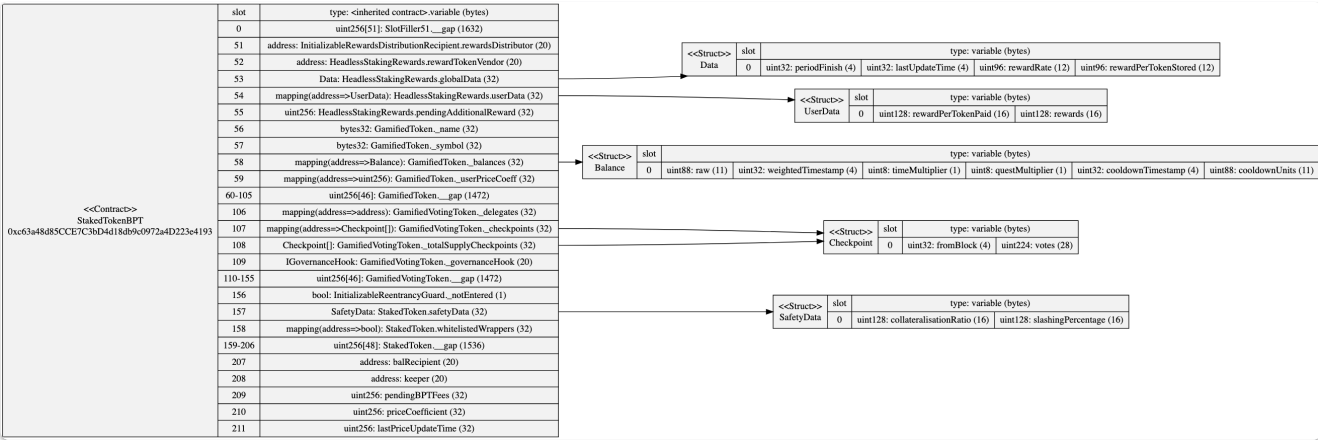 <<Contract>>
StakedTokenBPT
0xc63a48d85CCE7C3bD4d18db9c0972a4D223e4193
slot type: <inherited contract>.variable (bytes)
0 uint256[51]: SlotFiller51.__gap (1632)
51 address: InitializableRewardsDistributionRecipient.rewardsDistributor (20)
52 address: HeadlessStakingRewards.rewardTokenVendor (20)
53 Data: HeadlessStakingRewards.globalData (32)
54 mapping(address=>UserData): HeadlessStakingRewards.userData (32)
55 uint256: HeadlessStakingRewards.pendingAdditionalReward (32)
56 bytes32: GamifiedToken._name (32)
57 bytes32: GamifiedToken._symbol (32)
58 mapping(address=>Balance): GamifiedToken._balances (32)
59 mapping(address=>uint256): GamifiedToken._userPriceCoeff (32)
60-105 uint256[46]: GamifiedToken.__gap (1472)
106 mapping(address=>address): GamifiedVotingToken._delegates (32)
107 mapping(address=>Checkpoint[]): GamifiedVotingToken._checkpoints (32)
108 Checkpoint[]: GamifiedVotingToken._totalSupplyCheckpoints (32)
109 IGovernanceHook: GamifiedVotingToken._governanceHook (20)
110-155 uint256[46]: GamifiedVotingToken.__gap (1472)
156 bool: InitializableReentrancyGuard._notEntered (1)
157 SafetyData: StakedToken.safetyData (32)
158 mapping(address=>bool): StakedToken.whitelistedWrappers (32)
159-206 uint256[48]: StakedToken.__gap (1536)
207 address: balRecipient (20)
208 address: keeper (20)
209 uint256: pendingBPTFees (32)
210 uint256: priceCoefficient (32)
211 uint256: lastPriceUpdateTime (32)
<<Struct>>
Data
slot type: variable (bytes)
0 uint32: periodFinish (4) uint32: lastUpdateTime (4) uint96: rewardRate (12) uint96: rewardPerTokenStored (12)
<<Struct>>
UserData
slot type: variable (bytes)
0 uint128: rewardPerTokenPaid (16) uint128: rewards (16)
<<Struct>>
Balance
slot type: variable (bytes)
0 uint88: raw (11) uint32: weightedTimestamp (4) uint8: timeMultiplier (1) uint8: questMultiplier (1) uint32: cooldownTimestamp (4) uint88: cooldownUnits (11)
<<Struct>>
Checkpoint
slot type: variable (bytes)
0 uint32: fromBlock (4) uint224: votes (28)
<<Struct>>
SafetyData
slot type: variable (bytes)
0 uint128: collateralisationRatio (16) uint128: slashingPercentage (16)